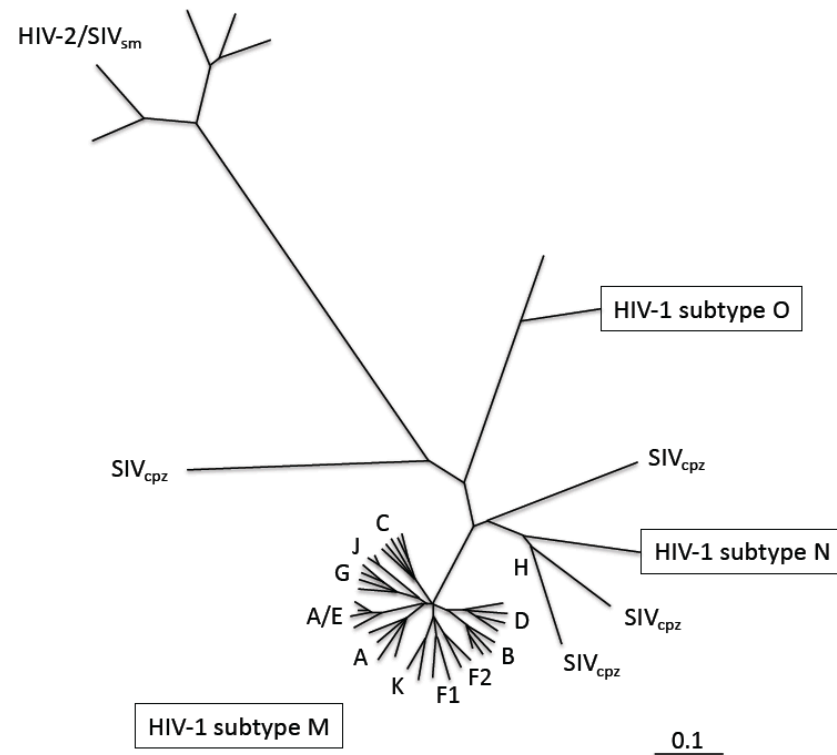 HIV-2/SIVsm
HIV-1 subtype O
SIVcpz
SIVcpz
C
J
G
A/E
A
K
F1
F2
B
D
H
HIV-1 subtype N
SIVcpz
SIVcpz
HIV-1 subtype M
0.1